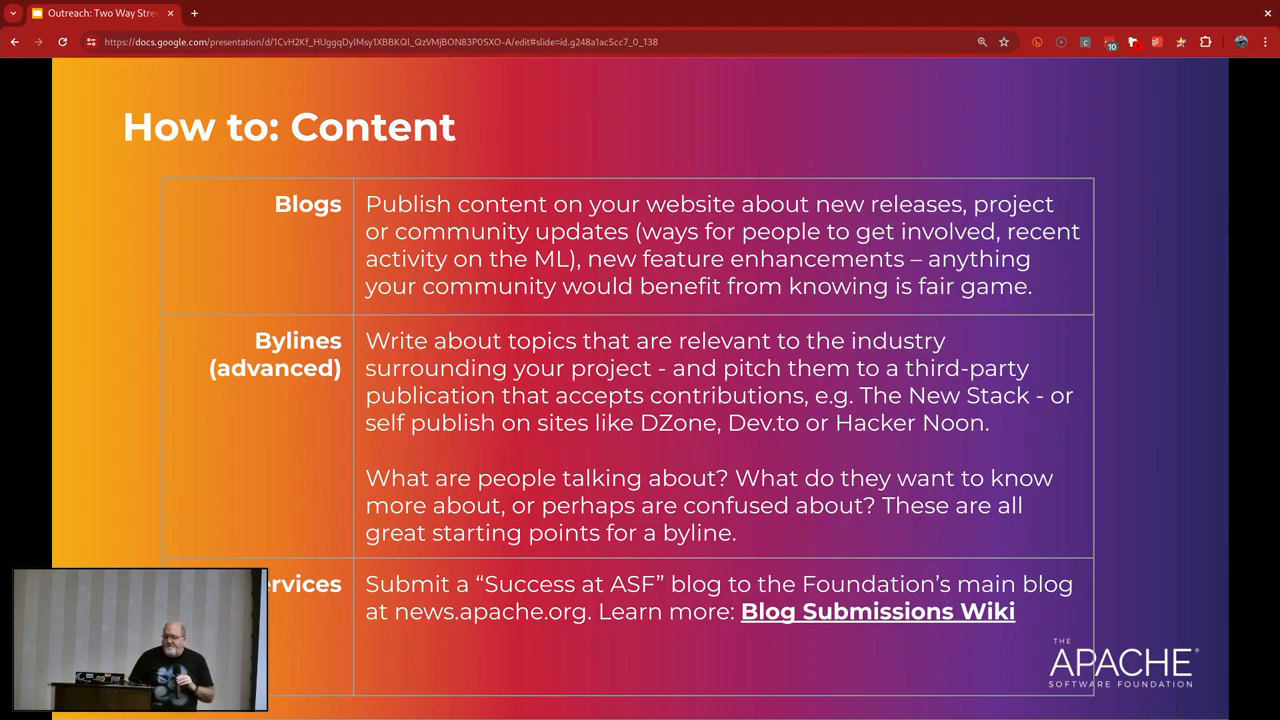 Outreach: Two Way Stre
https://docs.google.com/presentation/d/1CvH2Kf_HUggqDyIMsy1XBBKQl_QzVMjBON83P0SXO-A/edit#slide=id.g248a1ac5cc7_0_138
10
How to: Content
Blogs
Publish content on your website about new releases, project
or community updates (ways for people to get involved, recent
activity on the ML), new feature enhancements – anything
your community would benefit from knowing is fair game.
Bylines
(advanced)
Write about topics that are relevant to the industry
surrounding your project - and pitch them to a third-party
publication that accepts contributions, e.g. The New Stack - or
self publish on sites like DZone, Dev.to or Hacker Noon.
What are people talking about? What do they want to know
more about, or perhaps are confused about? These are all
great starting points for a byline.
ervices
Submit a “Success at ASF” blog to the Foundation’s main blog
at news.apache.org. Learn more: Blog Submissions Wiki
THE
APACHE®
SOFTWARE FOUNDATION